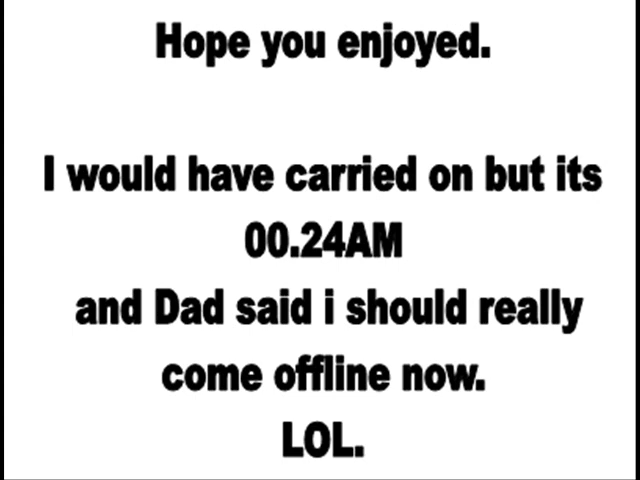 Hope you enjoyed.
I would have carried on but its
00.24AM
and Dad said i should really
come offline now.
LOL.